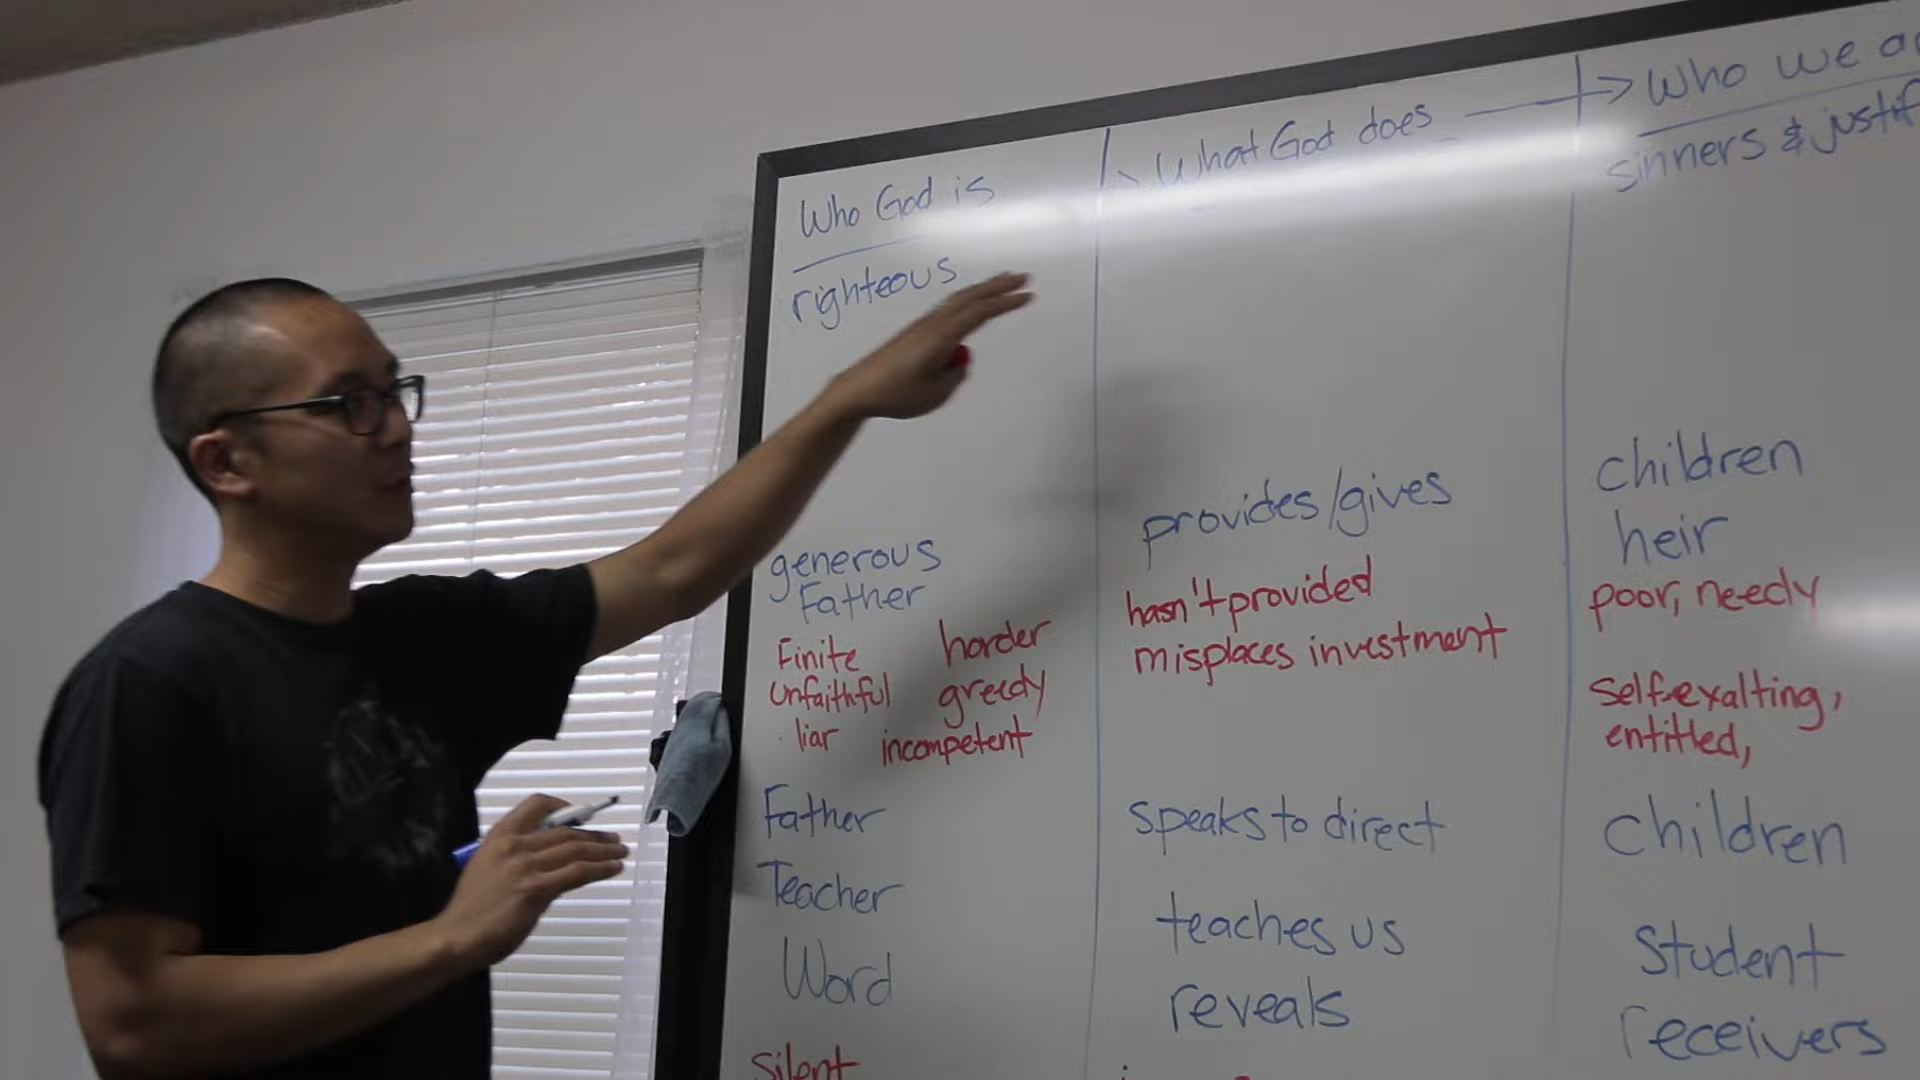 Who God is
righteous
generous
Father
Finite
Unfaithful
liar
horder
greedy
incompetent
Father
Teacher
Word
Silent
What God does
provides/gives
hasn't provided
misplaces investment
speaks to direct
teaches us
reveals
Who we
sinners &
children
heir
poor, needy
Self-exalting,
entitled,
children
Student
receivers